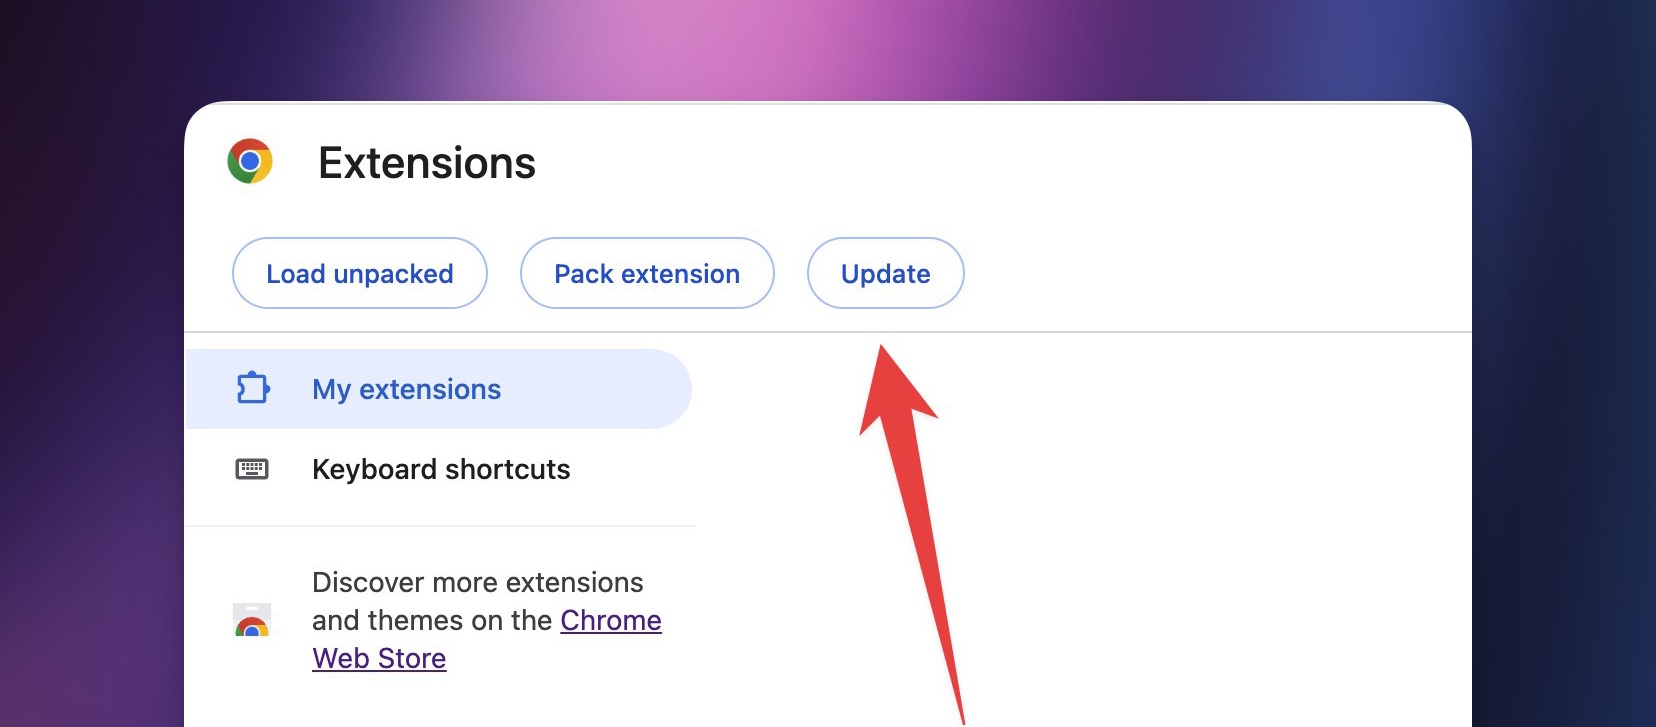 Extensions
Load unpacked Pack extension Update
My extensions
Keyboard shortcuts
Discover more extensions
and themes on the Chrome
Web Store